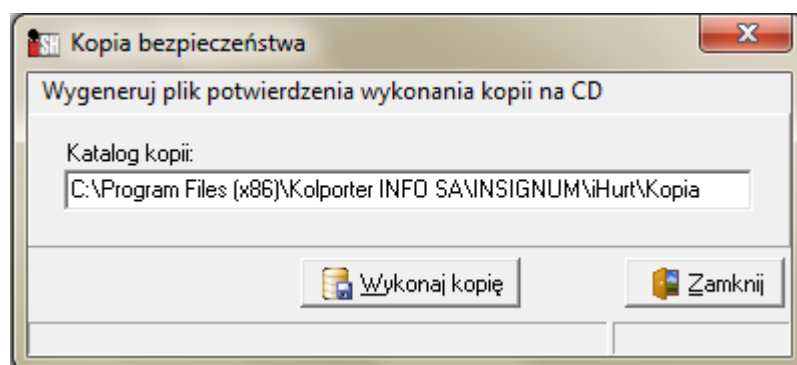 SH Kopia bezpieczeństwa
Wygeneruj plik potwierdzenia wykonania kopii na CD
Katalog kopii:
C:\Program Files (x86)\Kolporter INFO SA\INSIGNUM\iHurt\Kopia
Wykonaj kopię Zamknij